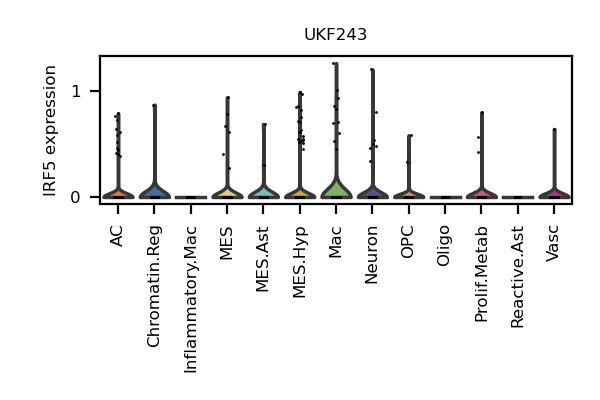 UKF243
IRF5 expression
1
0
AC
Chromatin.Reg
Inflammatory.Mac
MES
MES.Ast
MES.Hyp
Mac
Neuron
OPC
Oligo
Prolif.Metab
Reactive.Ast
Vasc